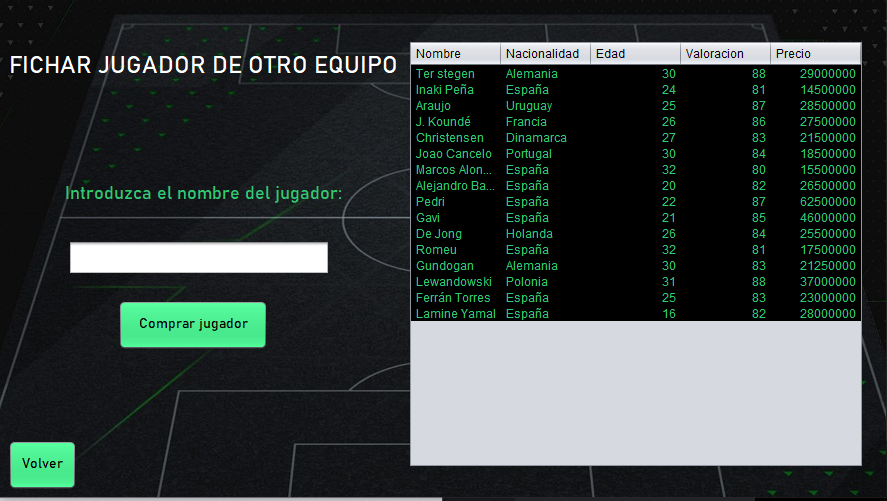 FICHAR JUGADOR DE OTRO EQUIPO
Introduzca el nombre del jugador:
Comprar jugador
Volver
Nombre Nacionalidad Edad Valoracion Precio
Ter stegen Alemania 30 88 29000000
Inaki Peña España 24 81 14500000
Araujo Uruguay 25 87 28500000
J. Koundé Francia 26 86 27500000
Christensen Dinamarca 27 83 21500000
Joao Cancelo Portugal 30 84 18500000
Marcos Alon... España 32 80 15500000
Alejandro Ba... España 20 82 26500000
Pedri España 22 87 62500000
Gavi España 21 85 46000000
De Jong Holanda 26 84 25500000
Romeu España 32 81 17500000
Gundogan Alemania 30 83 21250000
Lewandowski Polonia 31 88 37000000
Ferrán Torres España 25 83 23000000
Lamine Yamal España 16 82 28000000